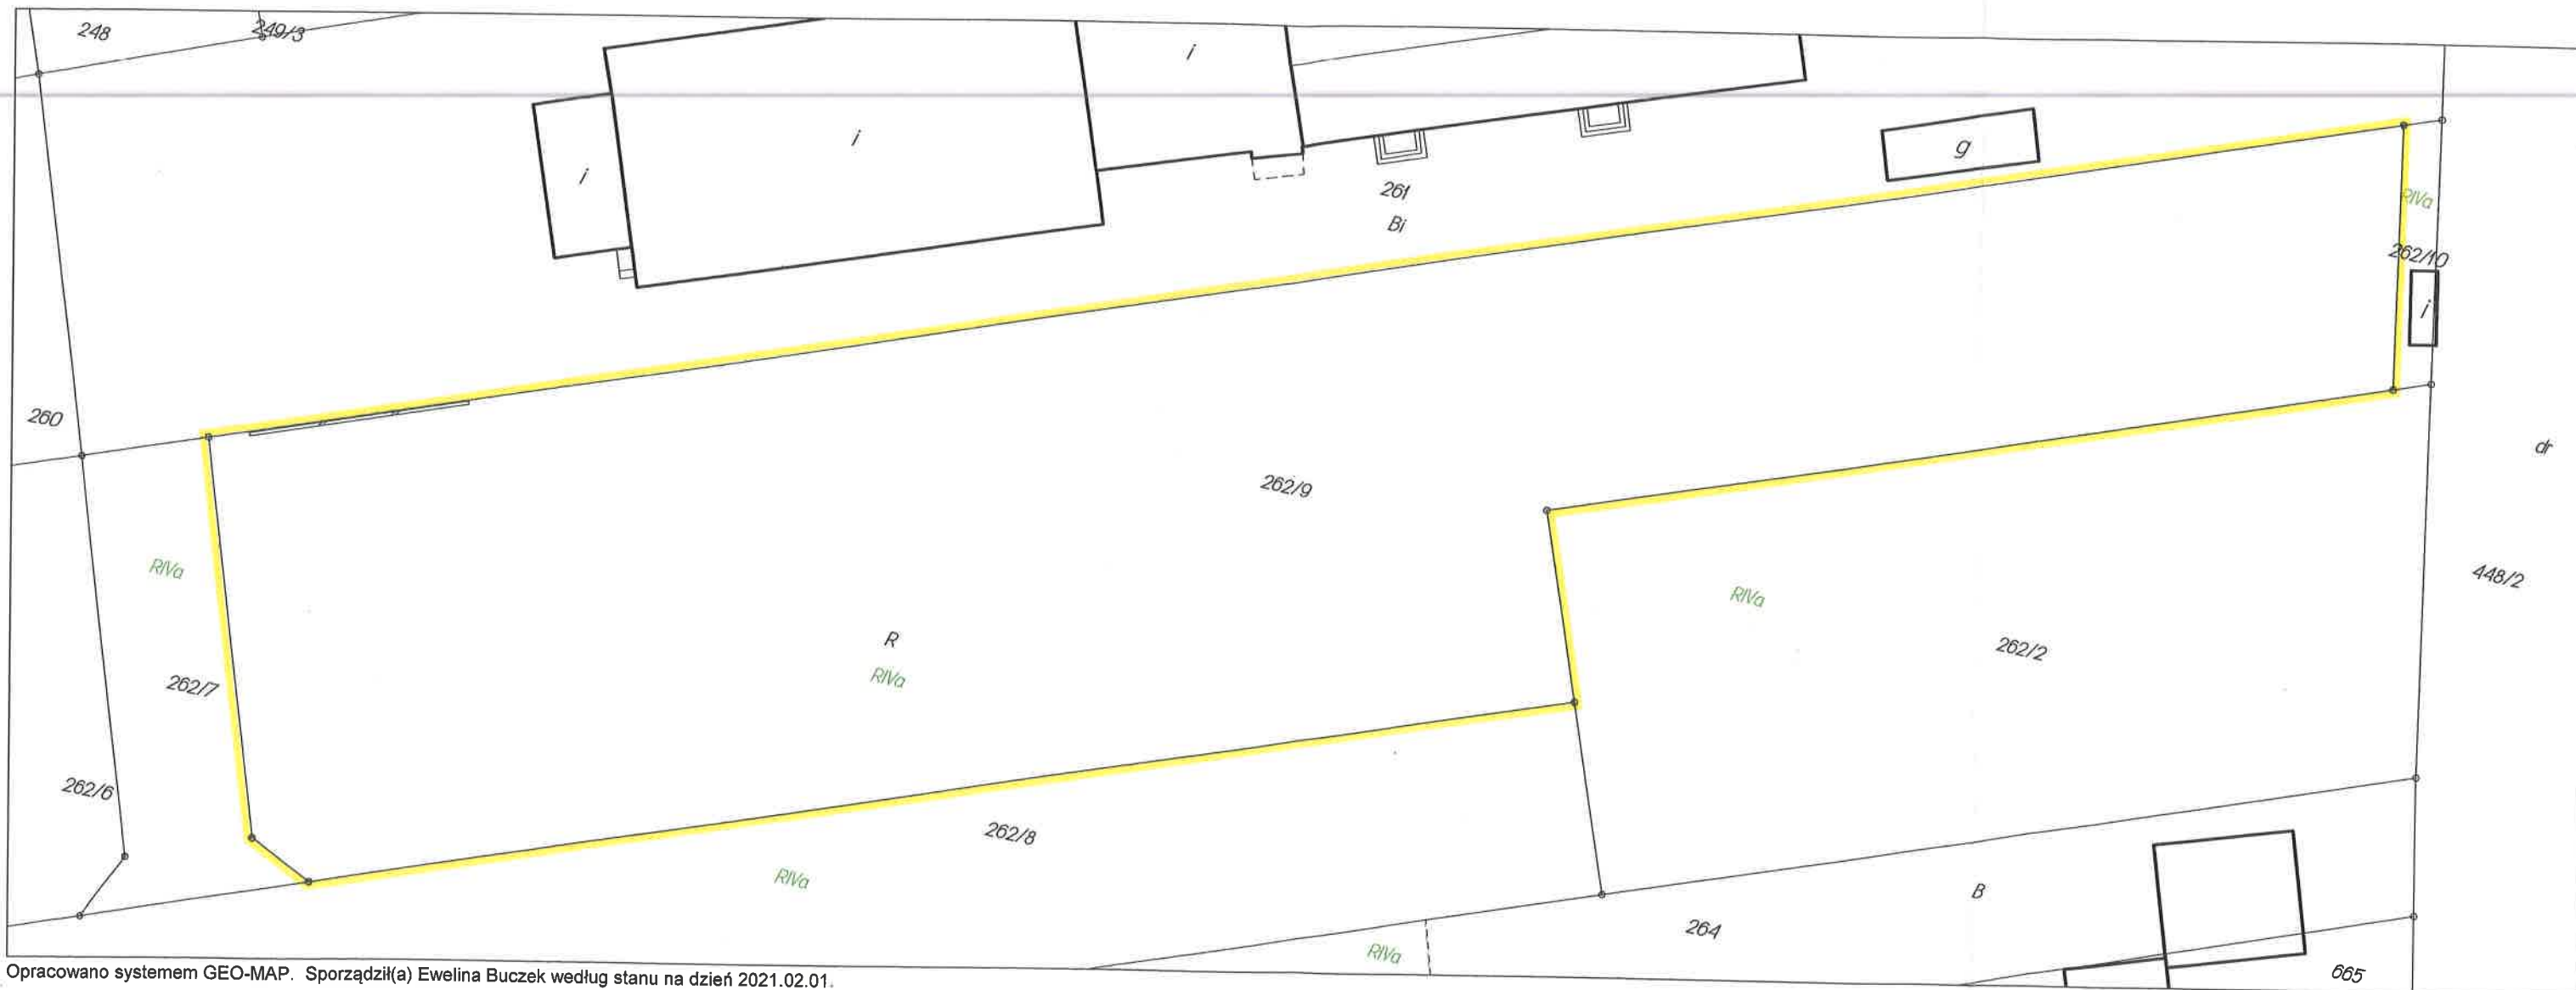 248
249/3
i
i
i
g
261
Bi
RIVa
262/10
i
260
dr
262/9
448/2
RIVa
RIVa
R
262/2
RIVa
262/7
262/6
262/8
RIVa
B
264
RIVa
665
Opracowano systemem GEO-MAP. Sporządził(a) Ewelina Buczek według stanu na dzień 2021.02.01.